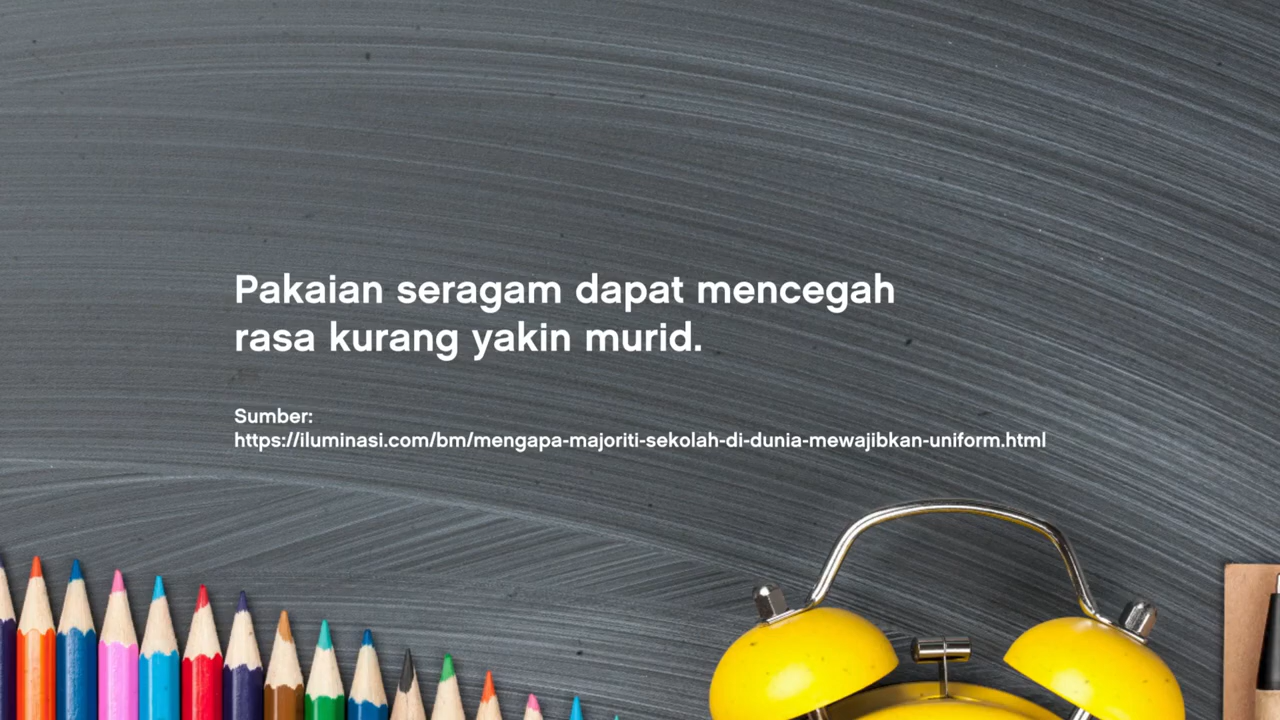 Pakaian seragam dapat mencegah
rasa kurang yakin murid.
Sumber:
https://iluminasi.com/bm/mengapa-majoriti-sekolah-di-dunia-mewajibkan-uniform.html